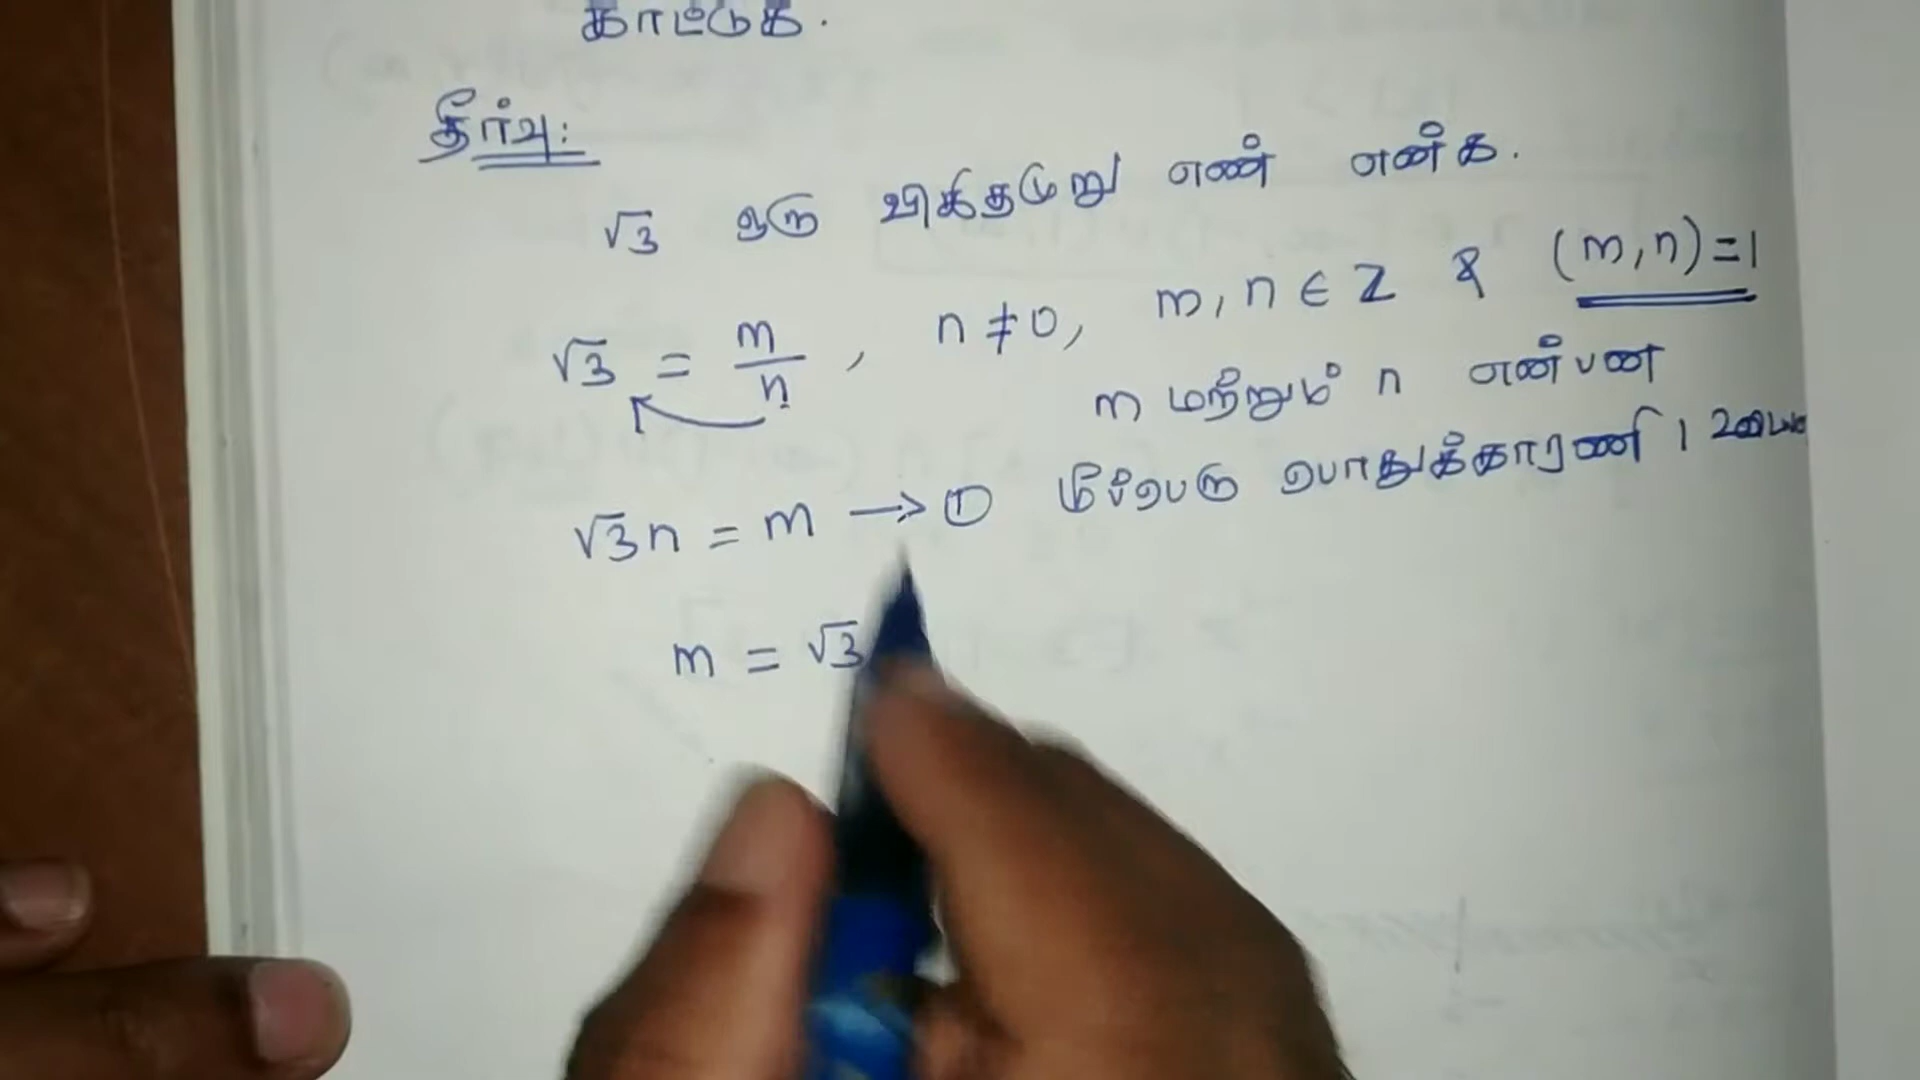 காட்டுக.
தீர்வு:
√3 ஒரு விகிதமுறு எண் என்க.
√3 = m/n, n ≠ 0, m, n ∈ Z & (m, n) = 1
m மற்றும் n என்பன
மீப்பெரு பொதுக்காரணி 1 உடைய
√3n = m → ①
m = √3